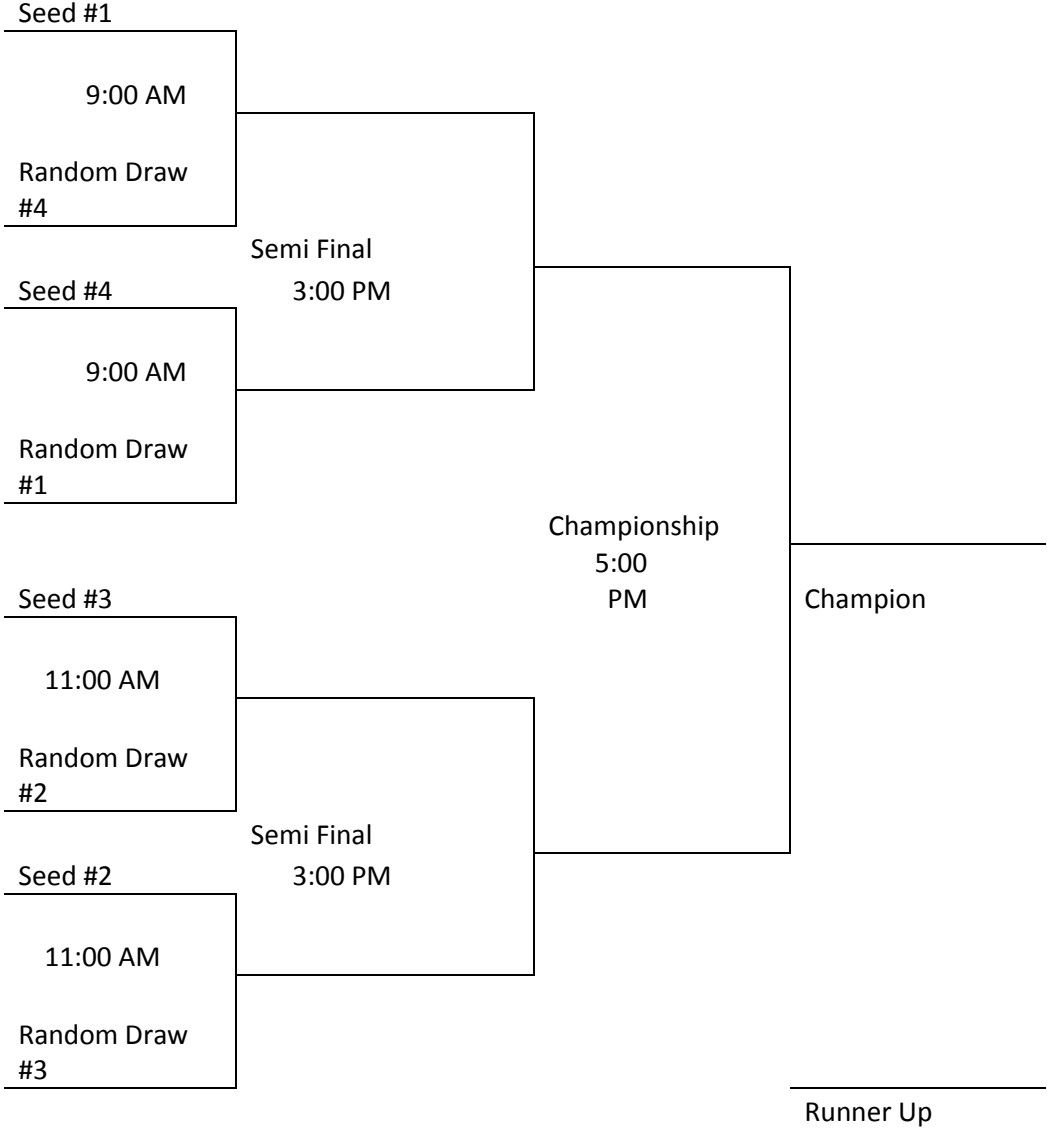 Seed #1
9:00 AM
Random Draw
#4
Semi Final
3:00 PM
Seed #4
9:00 AM
Random Draw
#1
Championship
5:00
PM
Champion
Seed #3
11:00 AM
Random Draw
#2
Semi Final
3:00 PM
Seed #2
11:00 AM
Random Draw
#3
Runner Up